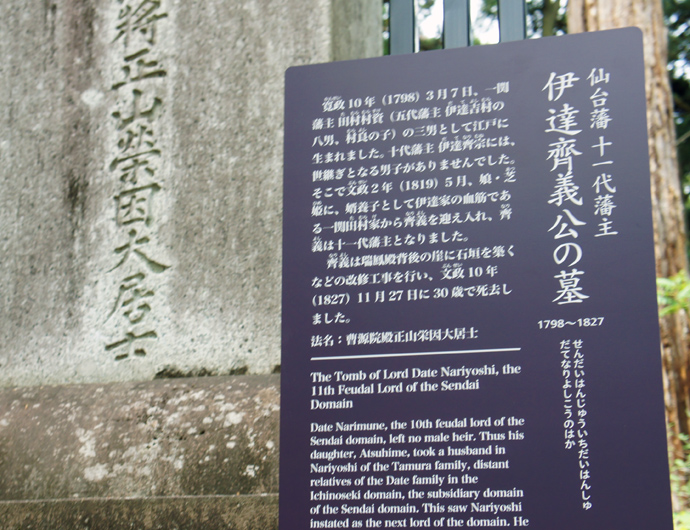 將正山榮因大居士
仙台藩 十一代藩主
伊達齊義公の墓
1798〜1827
せんだいはんじゅういちだいはんしゅ
だてなりよしこうのはか
寛政10年（1798）3月7日、一関
藩主 田村村資（五代藩主 伊達吉村の
八男、村良の子）の三男として江戸に
生まれました。十代藩主 伊達齊宗には、
世継ぎとなる男子がありませんでした。
そこで文政2年（1819）5月、娘・芝
姫に、婿養子として伊達家の血筋であ
る一関田村家から齊義を迎え入れ、齊
義は十一代藩主となりました。
齊義は瑞鳳殿背後の崖に石垣を築く
などの改修工事を行い、文政10年
（1827）11月27日に30歳で死去し
ました。
法名：曹源院殿正山榮因大居士
The Tomb of Lord Date Nariyoshi, the
11th Feudal Lord of the Sendai
Domain
Date Narimune, the 10th feudal lord of the
Sendai domain, left no male heir. Thus his
daughter, Atsuhime, took a husband in
Nariyoshi of the Tamura family, distant
relatives of the Date family in the
Ichinoseki domain, the subsidiary domain
of the Sendai domain. This saw Nariyoshi
instated as the next lord of the domain. He